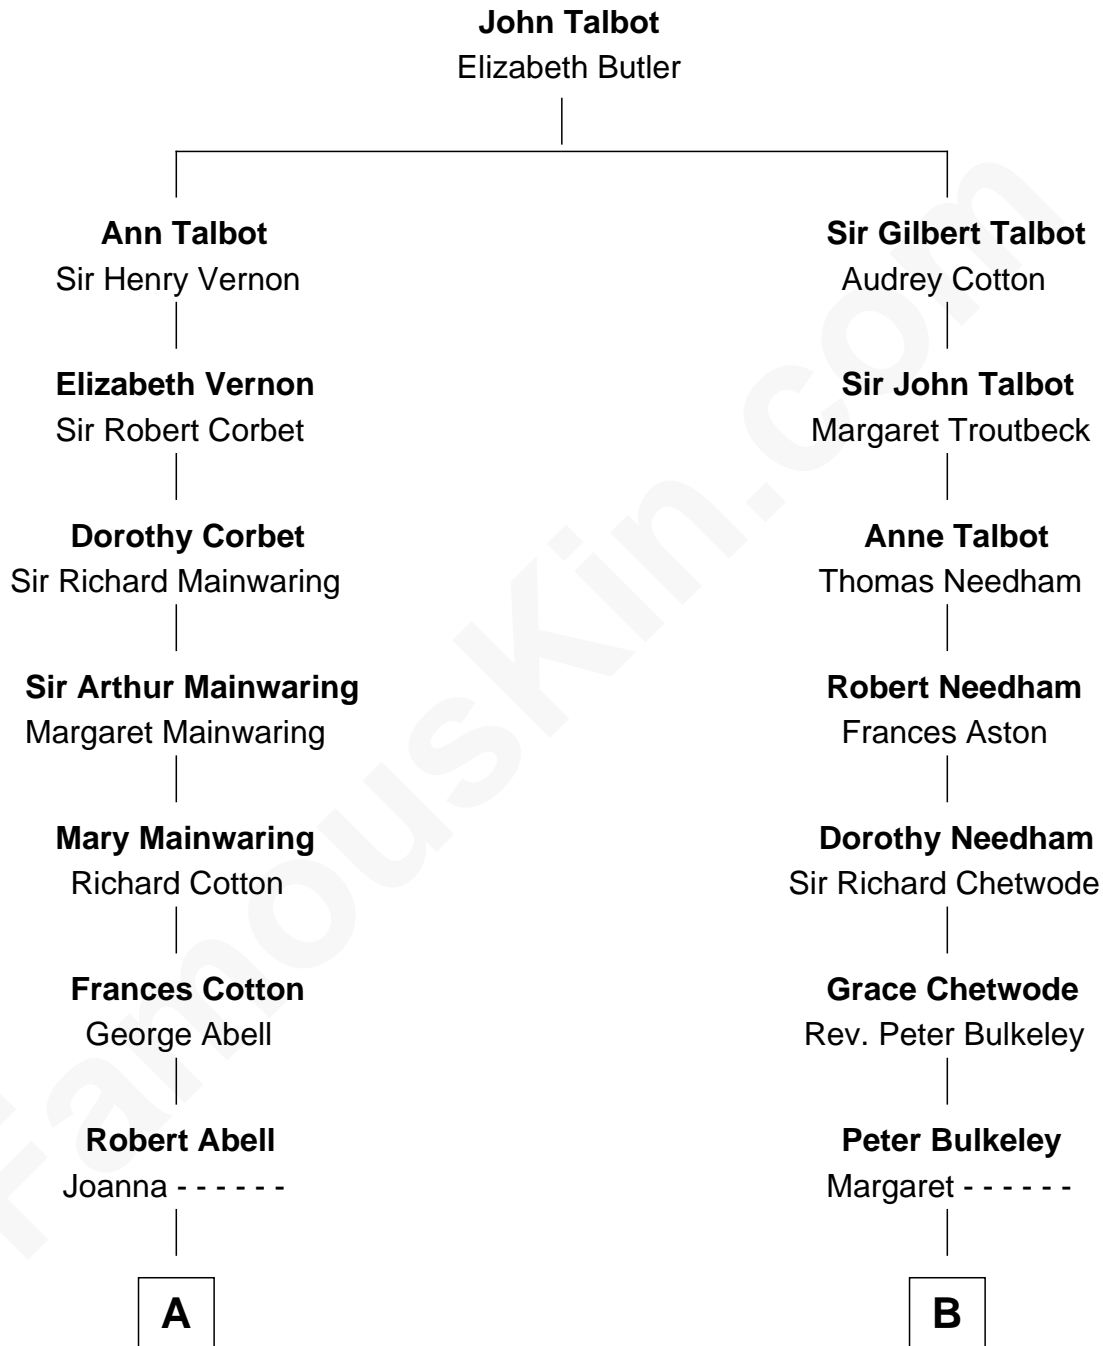 John Talbot
Elizabeth Butler
Ann Talbot
Sir Henry Vernon
Sir Gilbert Talbot
Audrey Cotton
Elizabeth Vernon
Sir Robert Corbet
Sir John Talbot
Margaret Troutbeck
Dorothy Corbet
Sir Richard Mainwaring
Anne Talbot
Thomas Needham
Sir Arthur Mainwaring
Margaret Mainwaring
Robert Needham
Frances Aston
Mary Mainwaring
Richard Cotton
Dorothy Needham
Sir Richard Chetwode
Frances Cotton
George Abell
Grace Chetwode
Rev. Peter Bulkeley
Robert Abell
Joanna - - - - - -
Peter Bulkeley
Margaret - - - - - -
A
B
FamousKin.com